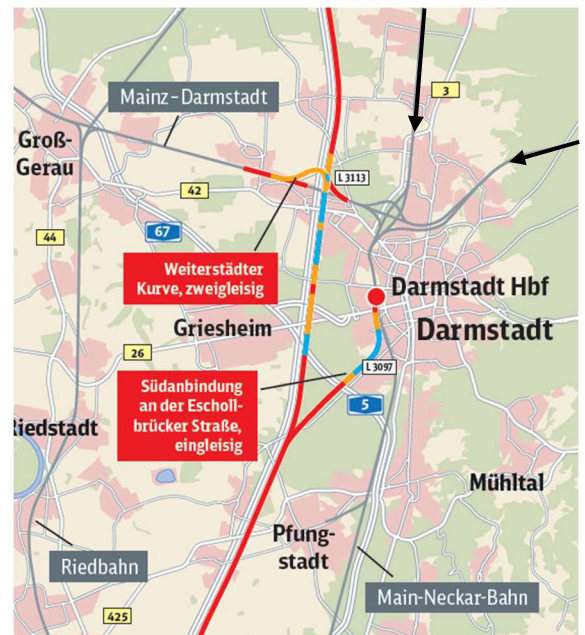 3
Mainz–Darmstadt
Groß-
Gerau
42
L 3113
44
67
Weiterstädter
Kurve, zweigleisig
Darmstadt Hbf
Griesheim
Darmstadt
26
L 3097
Südanbindung
an der Escholl-
brücker Straße,
eingleisig
5
Riedstadt
Mühltal
Pfung-
stadt
Riedbahn
Main-Neckar-Bahn
425